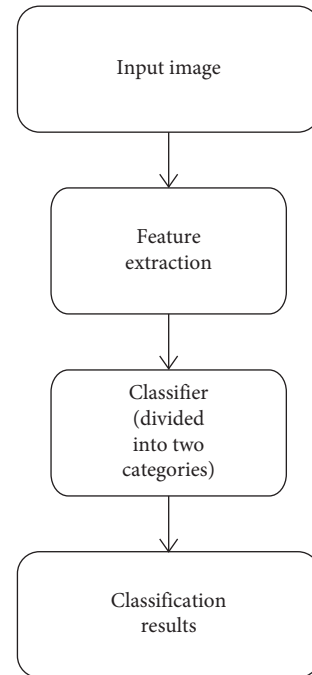 Input image
Feature
extraction
Classifier
(divided
into two
categories)
Classification
results